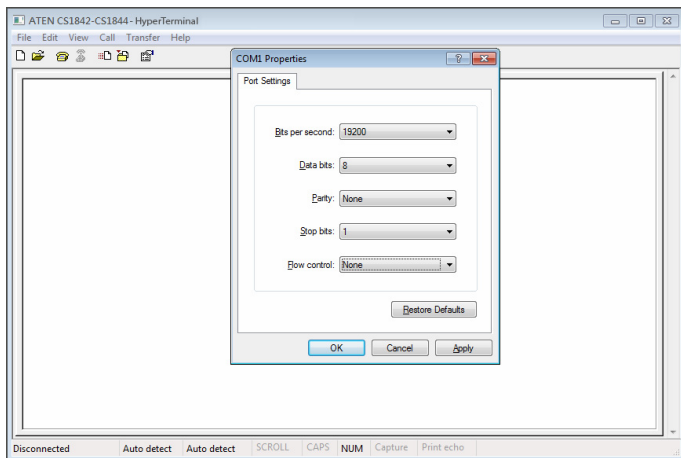 ATEN CS1842-CS1844- HyperTerminal
File Edit View Call Transfer Help
COM1 Properties
Port Settings
Bits per second: 19200
Data bits: 8
Parity: None
Stop bits: 1
Flow control: None
Restore Defaults
OK Cancel Apply
Disconnected Auto detect Auto detect SCROLL CAPS NUM Capture Print echo